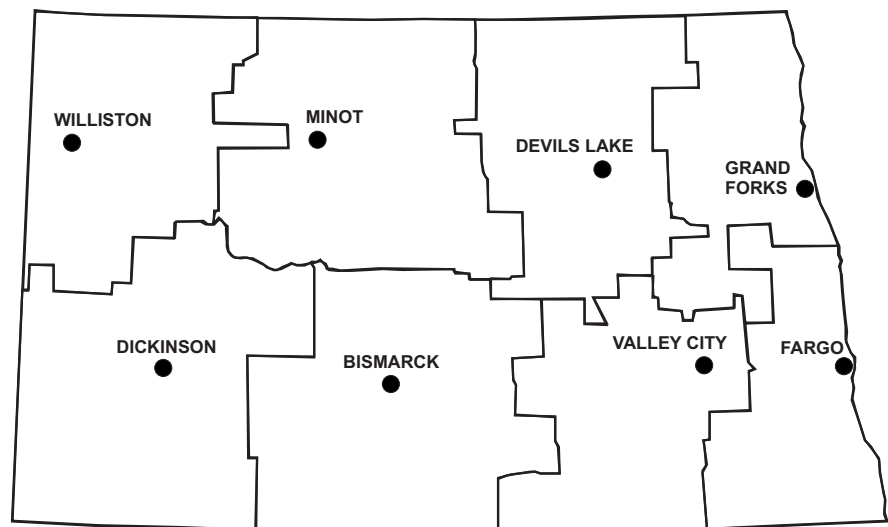 WILLISTON
MINOT
DEVILS LAKE
GRAND
FORKS
DICKINSON
BISMARCK
VALLEY CITY
FARGO